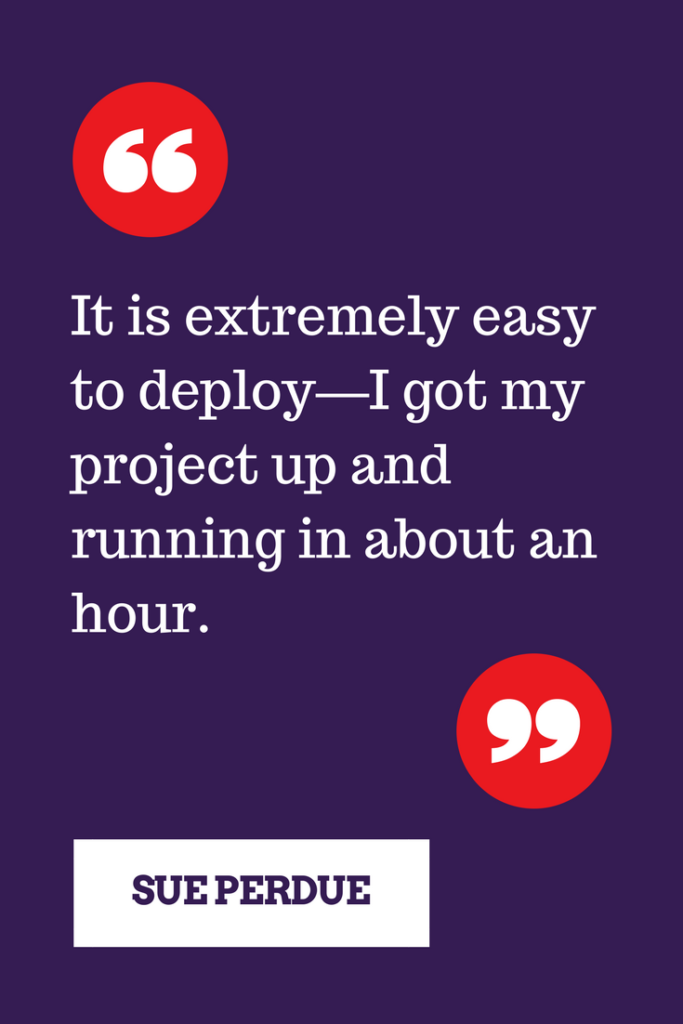 “
It is extremely easy
to deploy—I got my
project up and
running in about an
hour.
”
SUE PERDUE